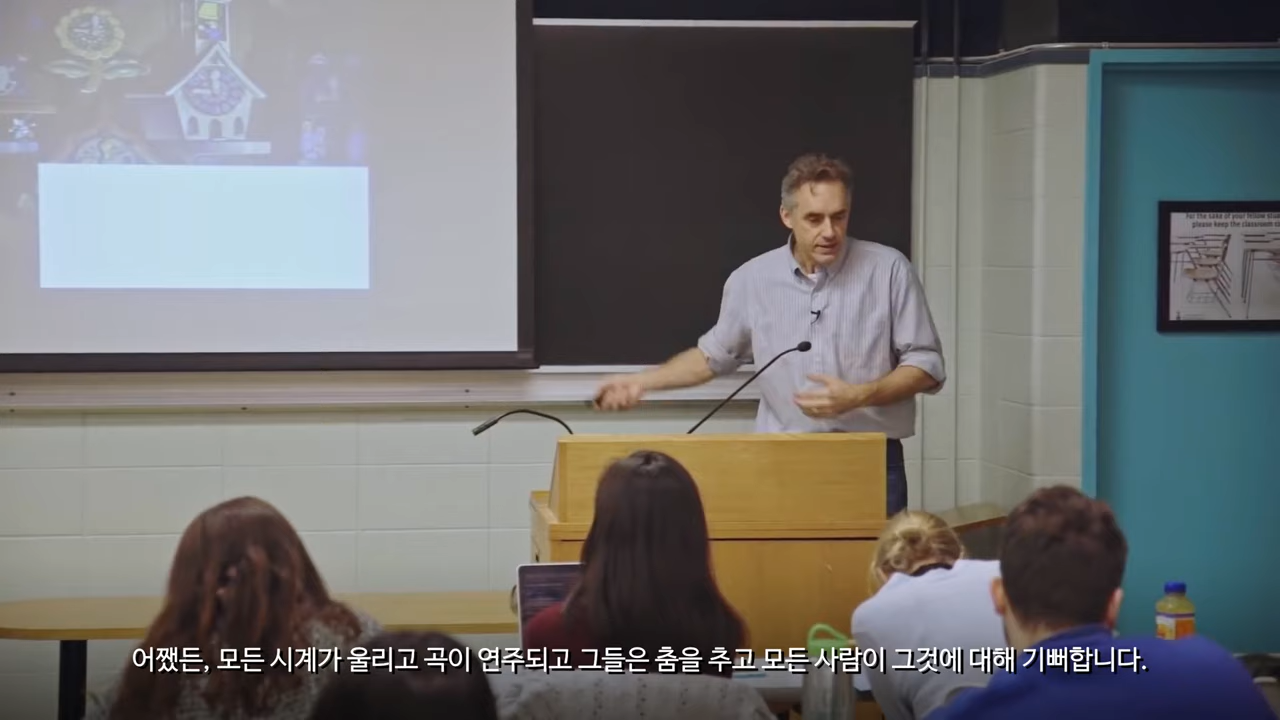 For the sake of your fellow stu
please keep the classroom c
어쨌든, 모든 시계가 울리고 곡이 연주되고 그들은 춤을 추고 모든 사람이 그것에 대해 기뻐합니다.